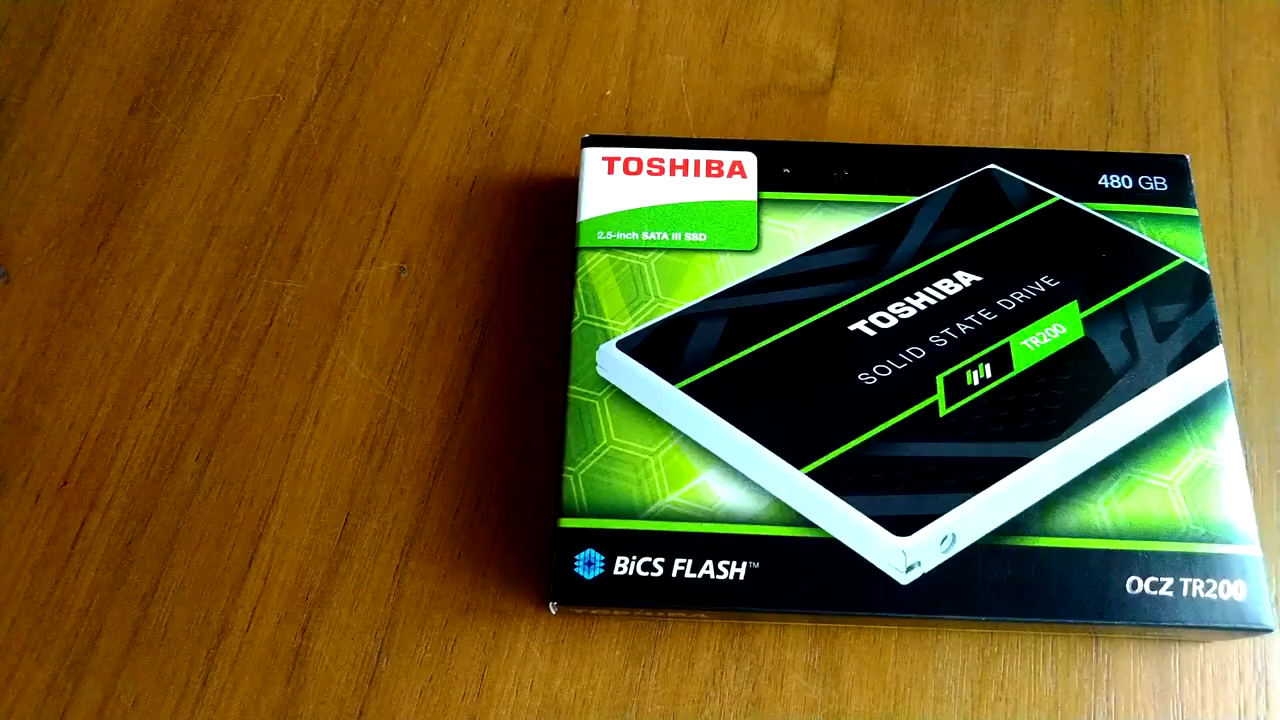 TOSHIBA
480 GB
2.5-inch SATA III SSD
TOSHIBA
SOLID STATE DRIVE
TR200
BiCS FLASH™
OCZ TR200